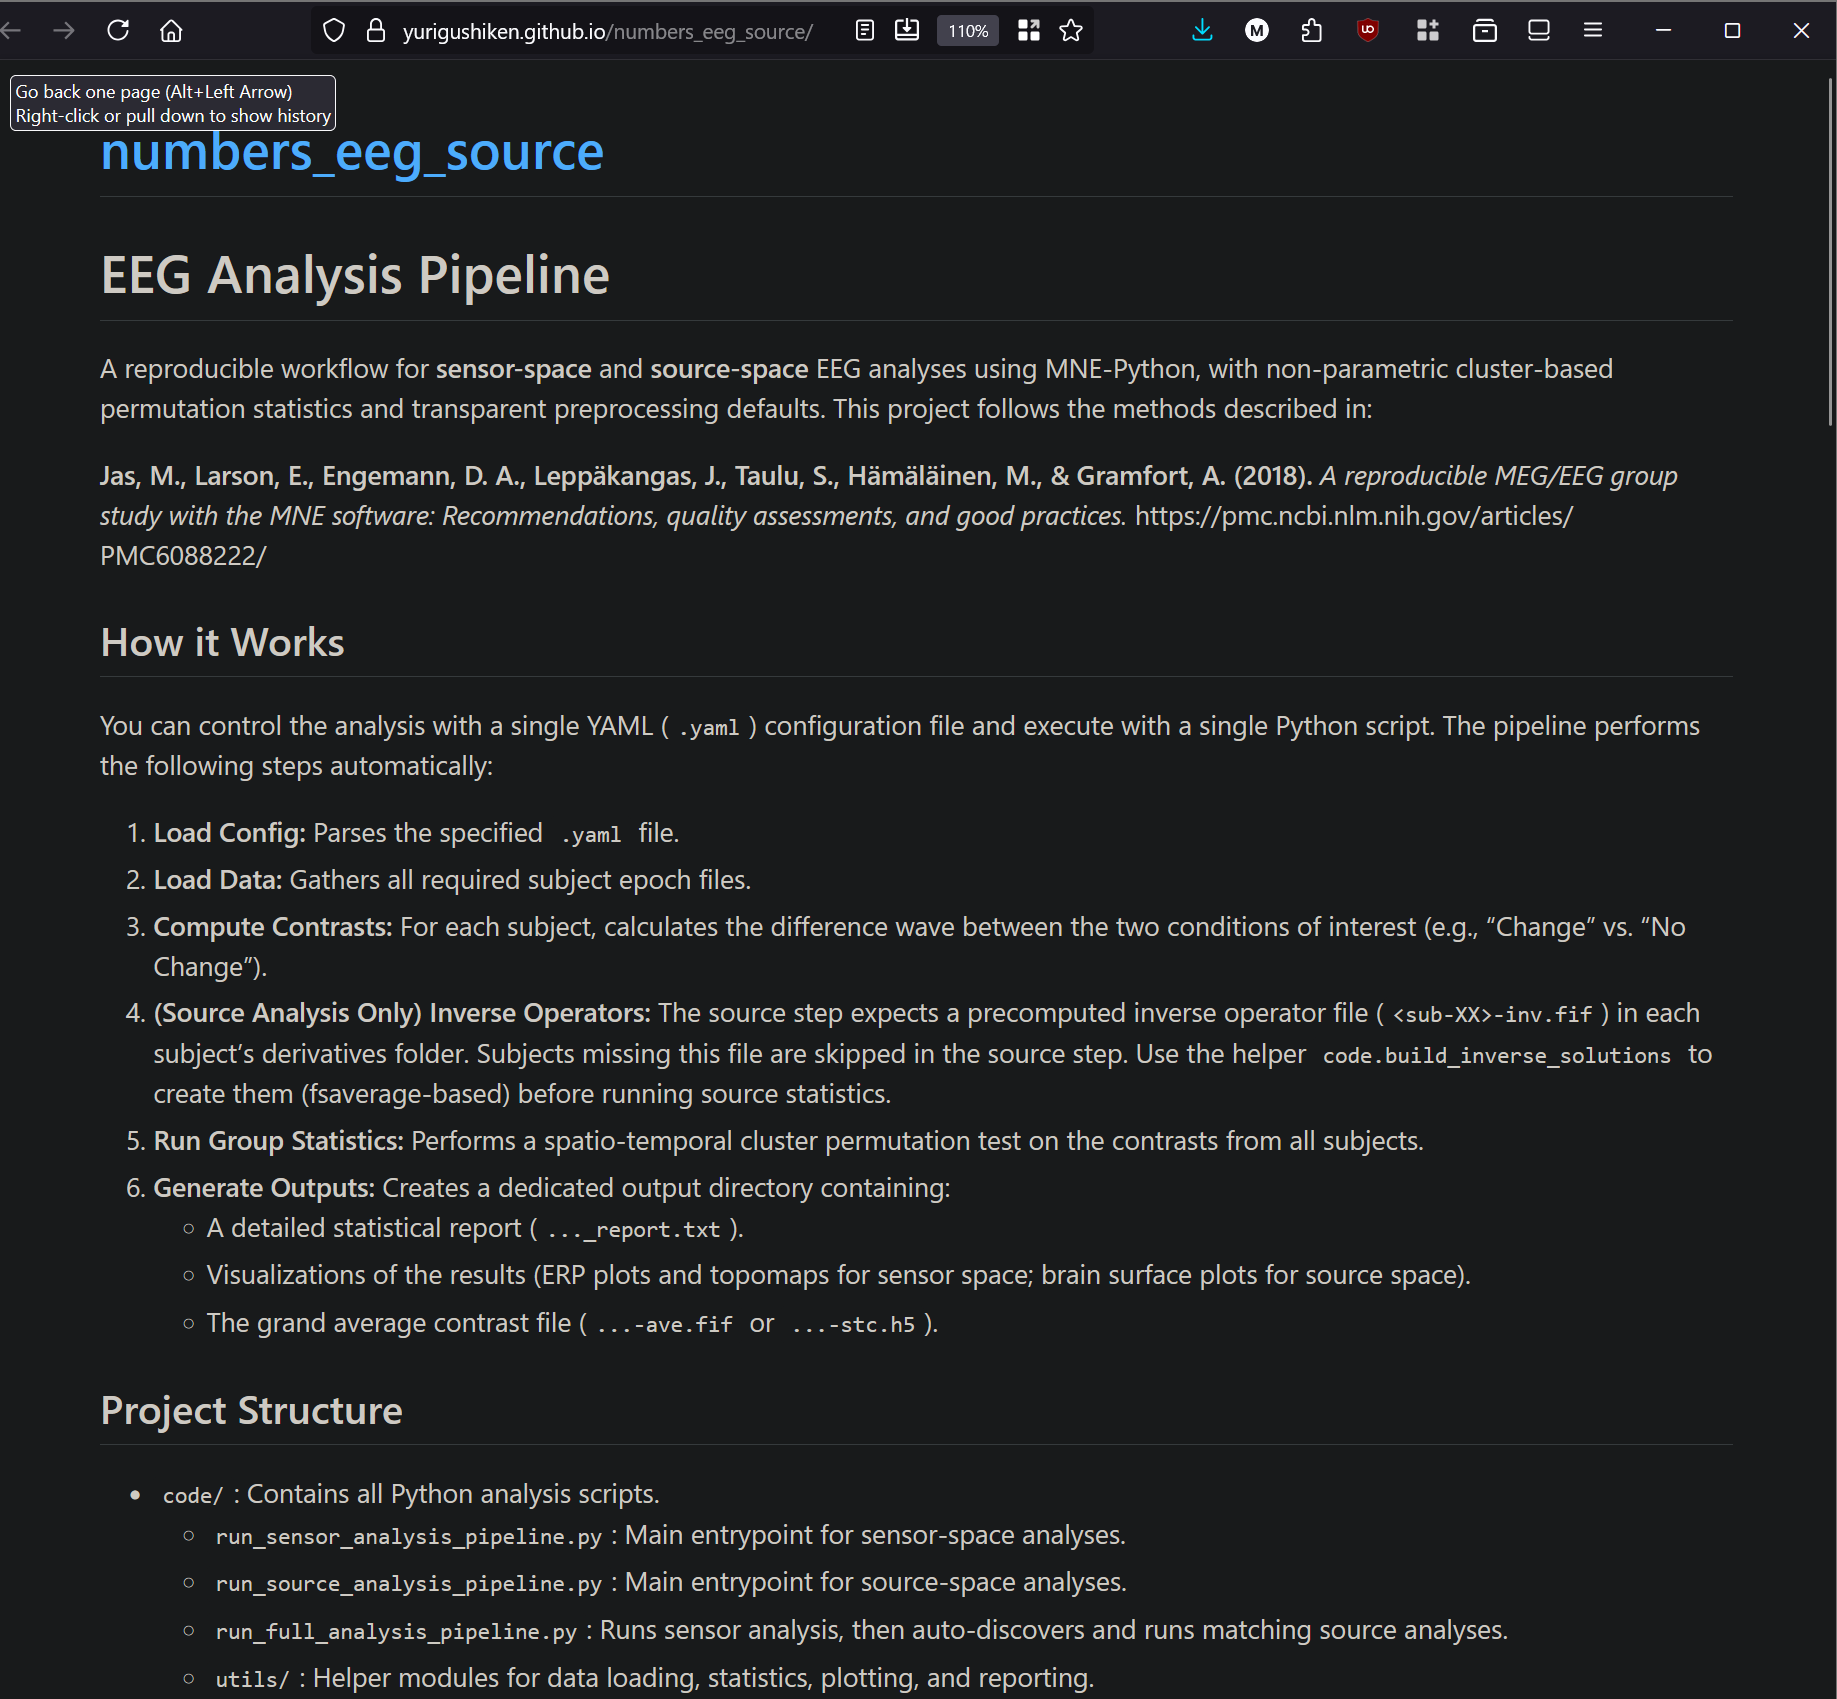 yurigushiken.github.io/numbers_eeg_source/
110%
M
Go back one page (Alt+Left Arrow)
Right-click or pull down to show history
numbers_eeg_source
EEG Analysis Pipeline
A reproducible workflow for sensor-space and source-space EEG analyses using MNE-Python, with non-parametric cluster-based
permutation statistics and transparent preprocessing defaults. This project follows the methods described in:
Jas, M., Larson, E., Engemann, D. A., Leppäkangas, J., Taulu, S., Hämäläinen, M., & Gramfort, A. (2018). A reproducible MEG/EEG group
study with the MNE software: Recommendations, quality assessments, and good practices. https://pmc.ncbi.nlm.nih.gov/articles/
PMC6088222/
How it Works
You can control the analysis with a single YAML ( .yaml ) configuration file and execute with a single Python script. The pipeline performs
the following steps automatically:
1. Load Config: Parses the specified .yaml file.
2. Load Data: Gathers all required subject epoch files.
3. Compute Contrasts: For each subject, calculates the difference wave between the two conditions of interest (e.g., “Change” vs. “No
Change”).
4. (Source Analysis Only) Inverse Operators: The source step expects a precomputed inverse operator file ( <sub-XX>-inv.fif ) in each
subject’s derivatives folder. Subjects missing this file are skipped in the source step. Use the helper code.build_inverse_solutions to
create them (fsaverage-based) before running source statistics.
5. Run Group Statistics: Performs a spatio-temporal cluster permutation test on the contrasts from all subjects.
6. Generate Outputs: Creates a dedicated output directory containing:
○ A detailed statistical report ( ..._report.txt ).
○ Visualizations of the results (ERP plots and topomaps for sensor space; brain surface plots for source space).
○ The grand average contrast file ( ...-ave.fif or ...-stc.h5 ).
Project Structure
● code/ : Contains all Python analysis scripts.
○ run_sensor_analysis_pipeline.py : Main entrypoint for sensor-space analyses.
○ run_source_analysis_pipeline.py : Main entrypoint for source-space analyses.
○ run_full_analysis_pipeline.py : Runs sensor analysis, then auto-discovers and runs matching source analyses.
○ utils/ : Helper modules for data loading, statistics, plotting, and reporting.